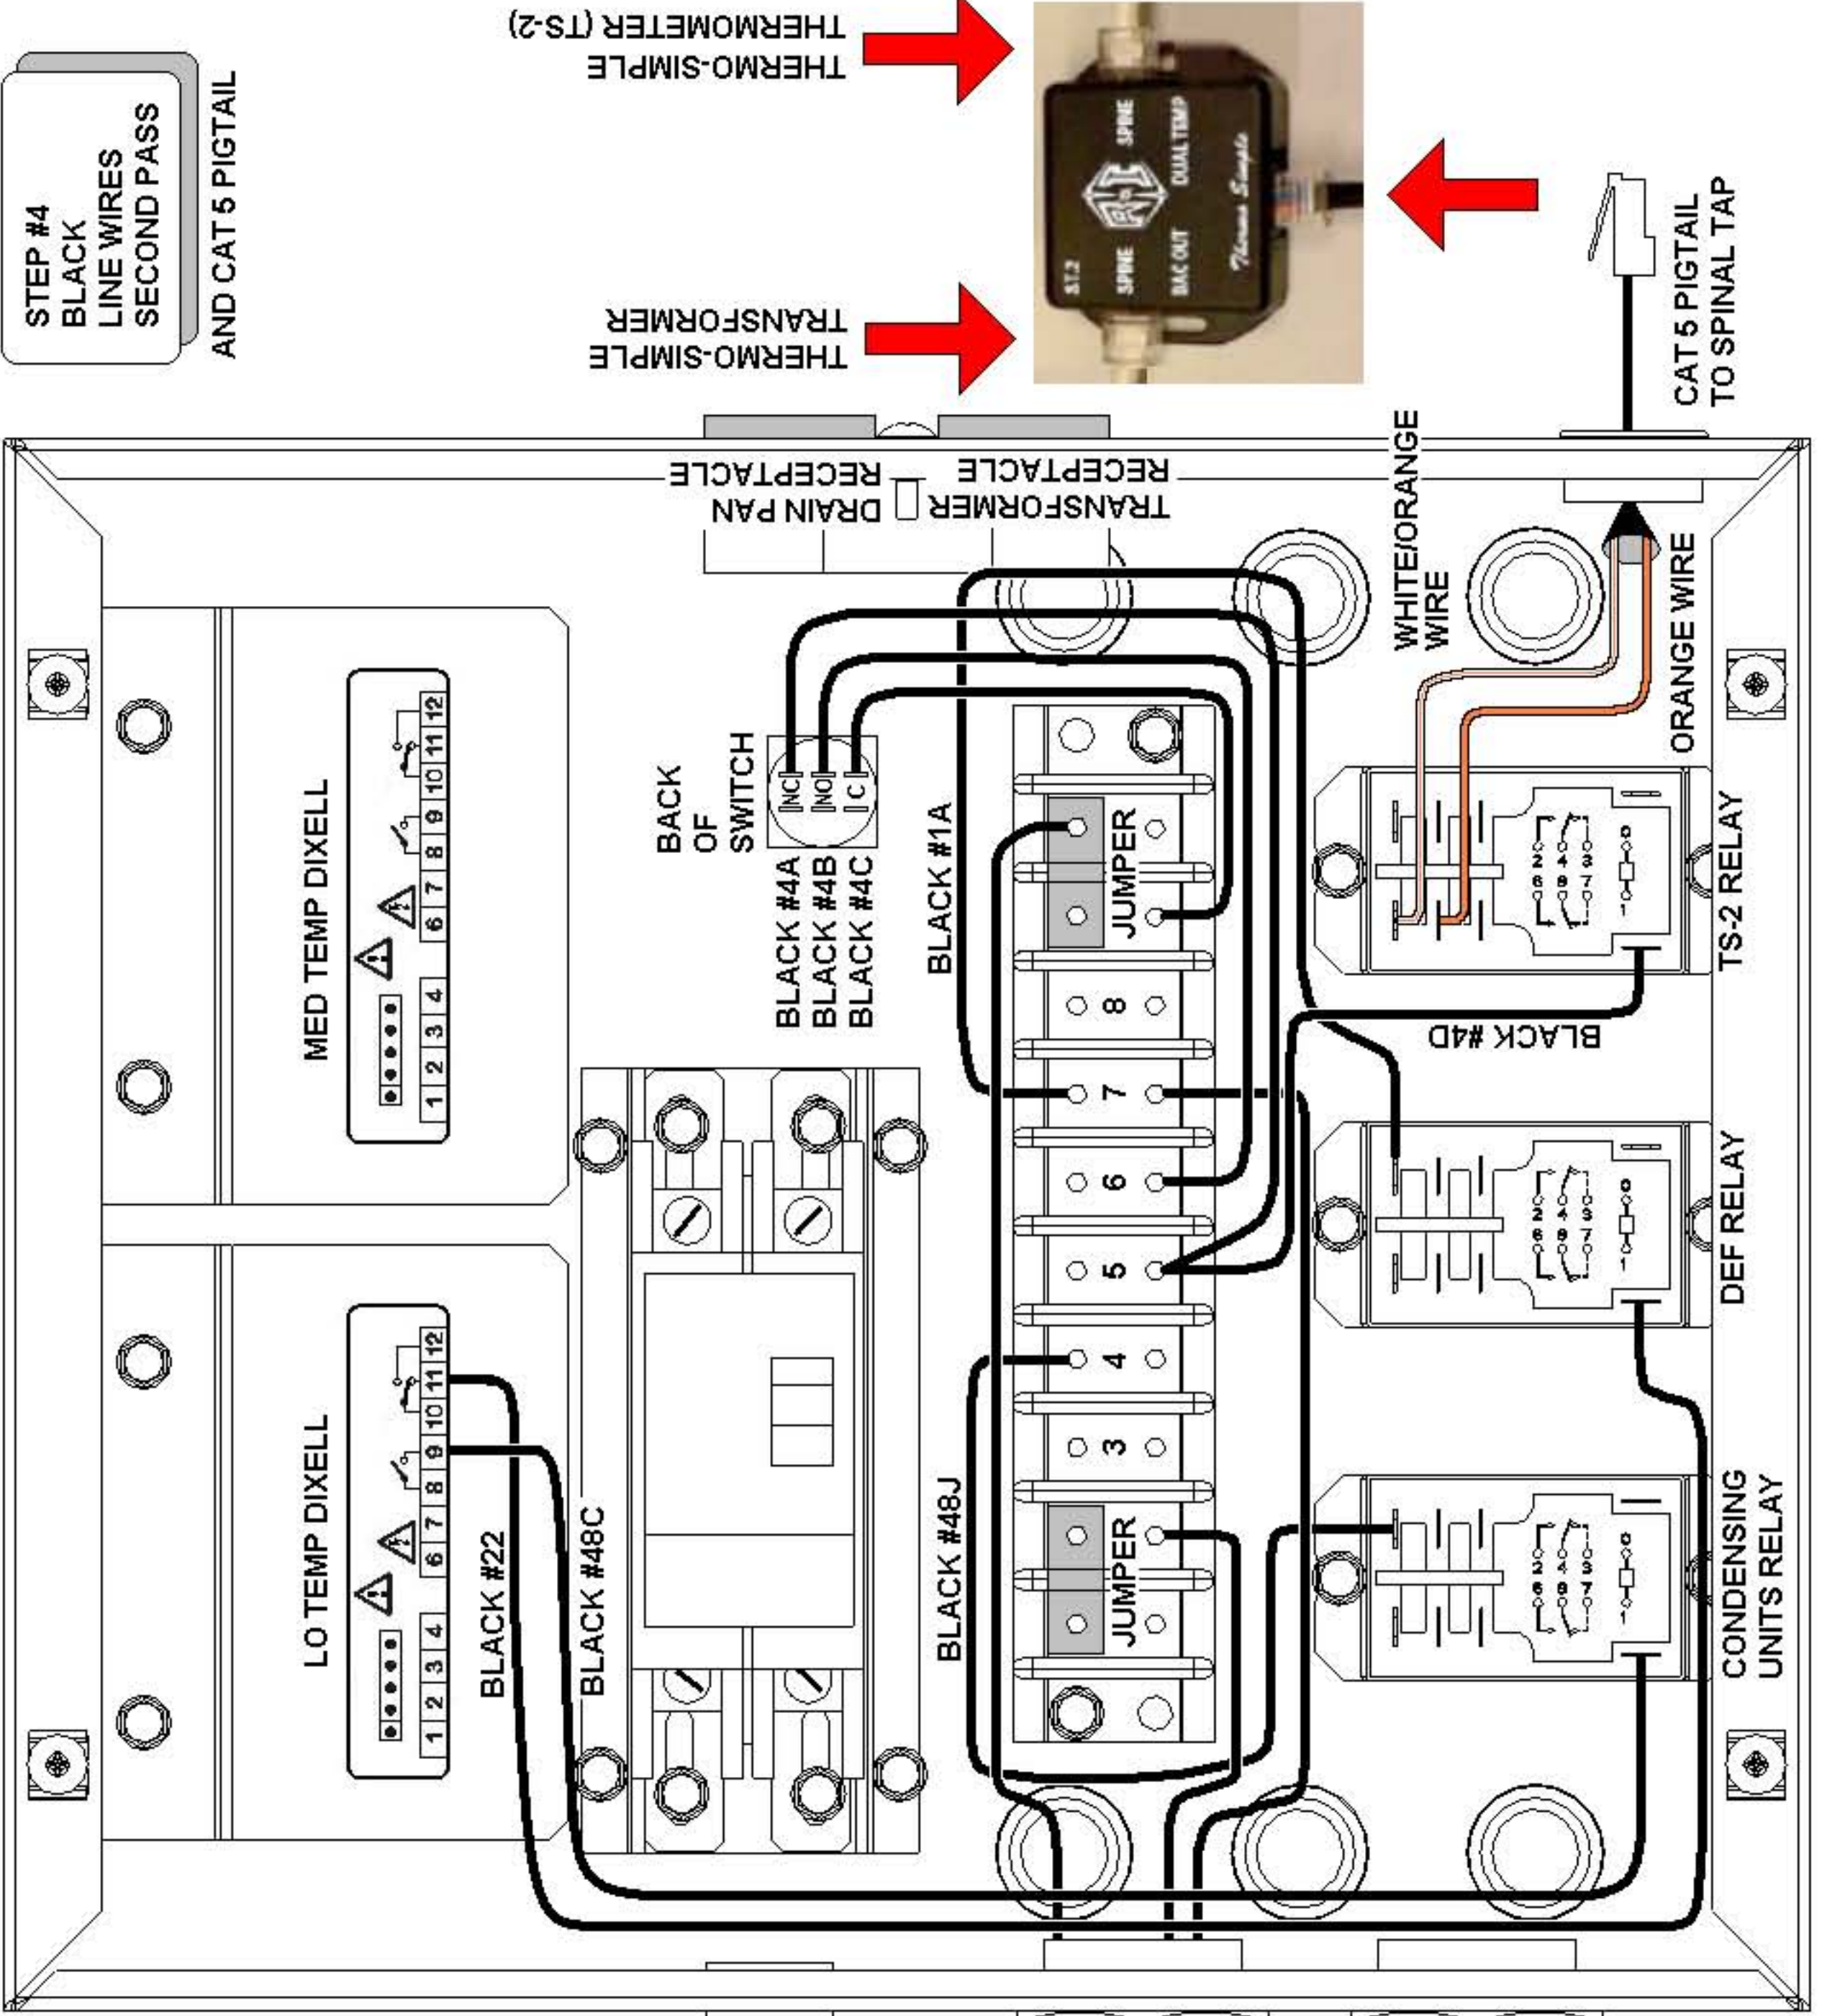 STEP #4
BLACK
LINE WIRES
SECOND PASS
AND CAT 5 PIGTAIL
THERMO-SIMPLE
THERMOMETER (TS-2)
THERMO-SIMPLE
TRANSFORMER
S.T.2
SPINE
R-I
SPINE
BAC OUT
DUAL TEMP
Thermo Simple
CAT 5 PIGTAIL
TO SPINAL TAP
DRAIN PAN
RECEPTACLE
TRANSFORMER
RECEPTACLE
WHITE/ORANGE
WIRE
ORANGE WIRE
LO TEMP DIXELL
1 2 3 4 6 7 8 9 10 11 12
MED TEMP DIXELL
1 2 3 4 6 7 8 9 10 11 12
BLACK #22
BLACK #48C
BACK
OF
SWITCH
NC
NO
C
BLACK #4A
BLACK #4B
BLACK #4C
BLACK #48J
BLACK #1A
JUMPER 3 4 5 6 7 8 JUMPER
BLACK #4D
6 2
8 4
7 3
1 0
CONDENSING
UNITS RELAY
6 2
8 4
7 3
1 0
DEF RELAY
6 2
8 4
7 3
1 0
TS-2 RELAY